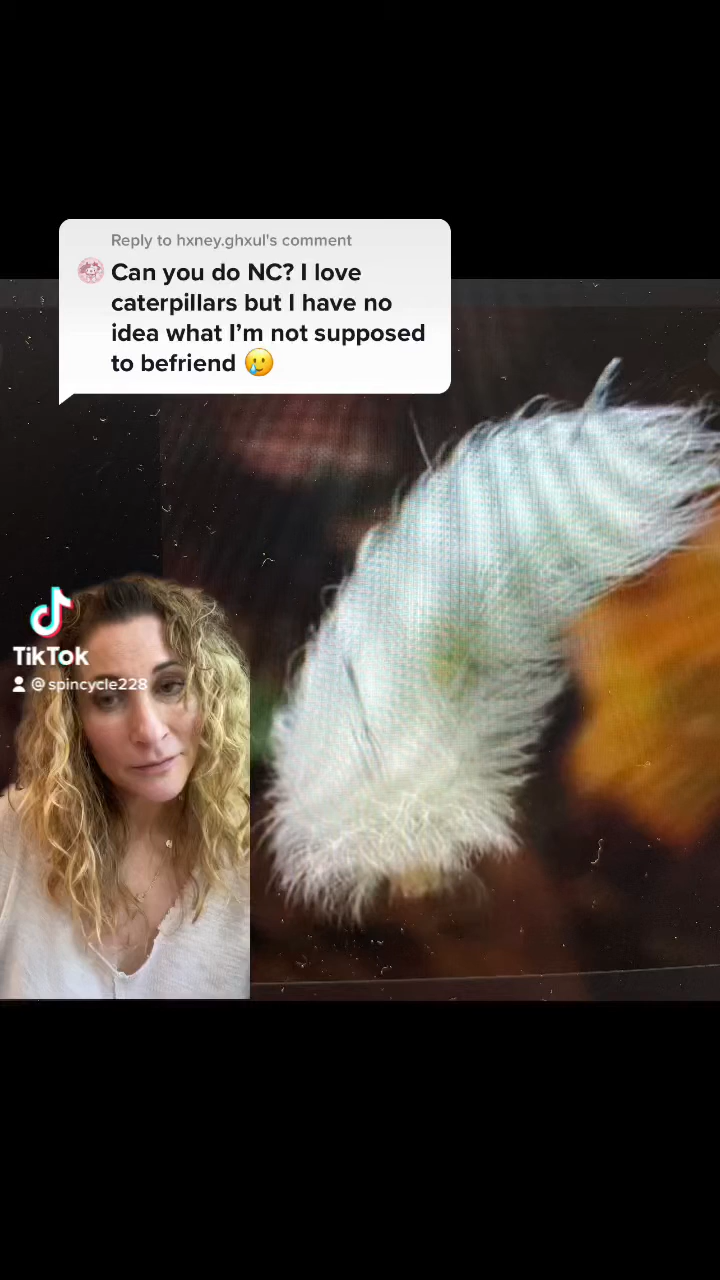 Reply to hxney.ghxul's comment
Can you do NC? I love
caterpillars but I have no
idea what I'm not supposed
to befriend 🥲
TikTok
@spincycle228